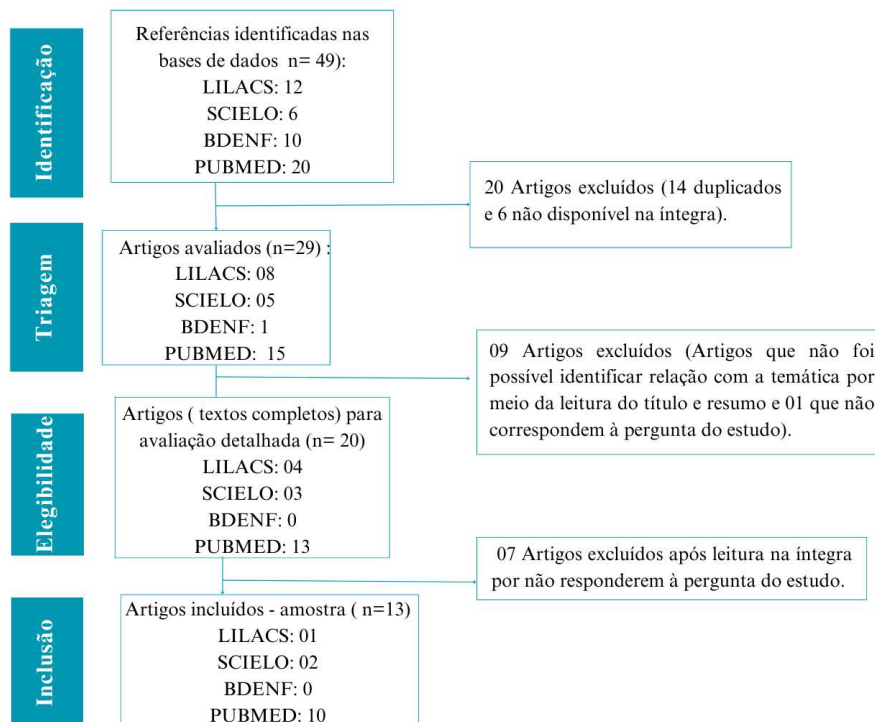 Identificação
Referências identificadas nas
bases de dados n= 49):
LILACS: 12
SCIELO: 6
BDENF: 10
PUBMED: 20
20 Artigos excluídos (14 duplicados
e 6 não disponível na íntegra).
Triagem
Artigos avaliados (n=29) :
LILACS: 08
SCIELO: 05
BDENF: 1
PUBMED: 15
09 Artigos excluídos (Artigos que não foi
possível identificar relação com a temática por
meio da leitura do título e resumo e 01 que não
correspondem à pergunta do estudo).
Elegibilidade
Artigos ( textos completos) para
avaliação detalhada (n= 20)
LILACS: 04
SCIELO: 03
BDENF: 0
PUBMED: 13
07 Artigos excluídos após leitura na íntegra
por não responderem à pergunta do estudo.
Inclusão
Artigos incluídos - amostra ( n=13)
LILACS: 01
SCIELO: 02
BDENF: 0
PUBMED: 10